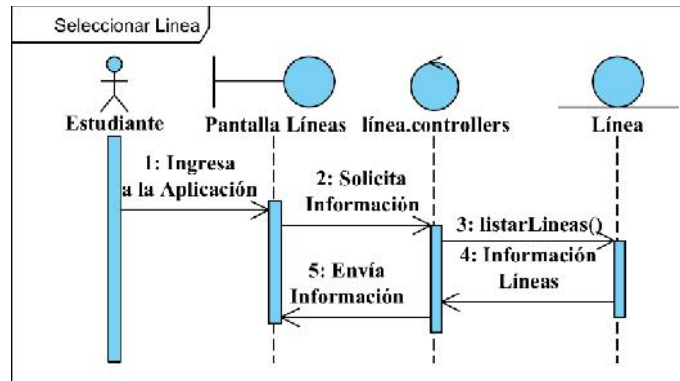 Seleccionar Linea
Estudiante
Pantalla Líneas
línea.controllers
Línea
1: Ingresa
a la Aplicación
2: Solicita
Información
3: listarLineas()
4: Información
Líneas
5: Envía
Información